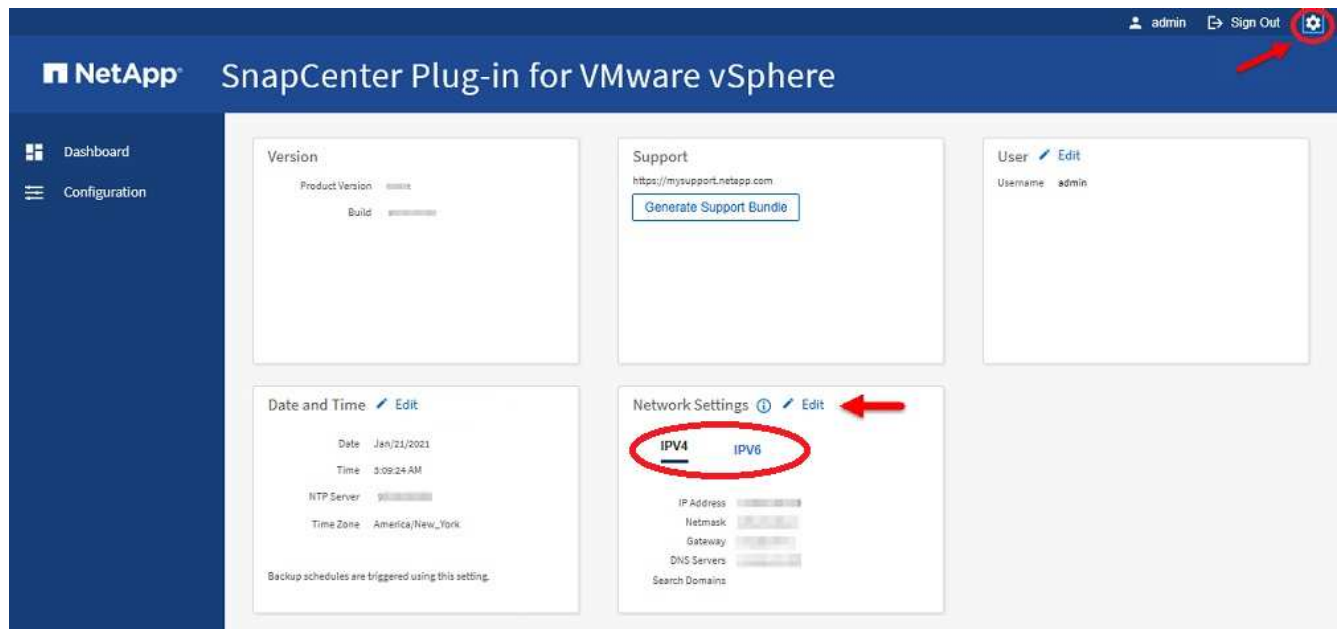 admin Sign Out
NetApp® SnapCenter Plug-in for VMware vSphere
Dashboard
Configuration
Version
Product Version
Build
Support
https://mysupport.netapp.com
Generate Support Bundle
User Edit
Username admin
Date and Time Edit
Date Jan/21/2021
Time 3:09:24 AM
NTP Server
Time Zone America/New_York
Backup schedules are triggered using this setting.
Network Settings Edit
IPV4 IPV6
IP Address
Netmask
Gateway
DNS Servers
Search Domains